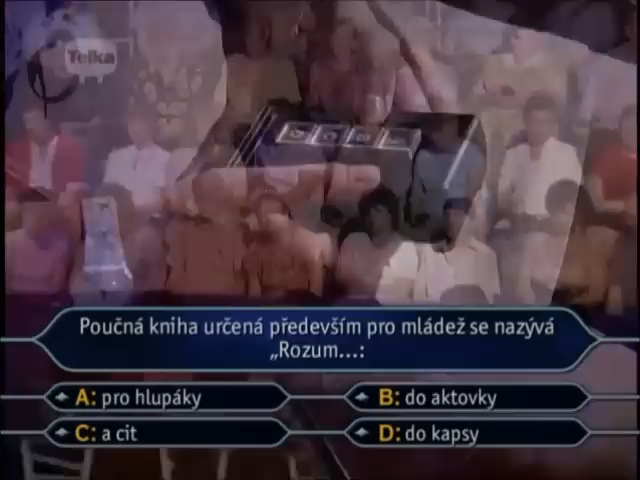 Telka
Poučná kniha určená především pro mládež se nazývá
„Rozum...:
A: pro hlupáky
B: do aktovky
C: a cit
D: do kapsy